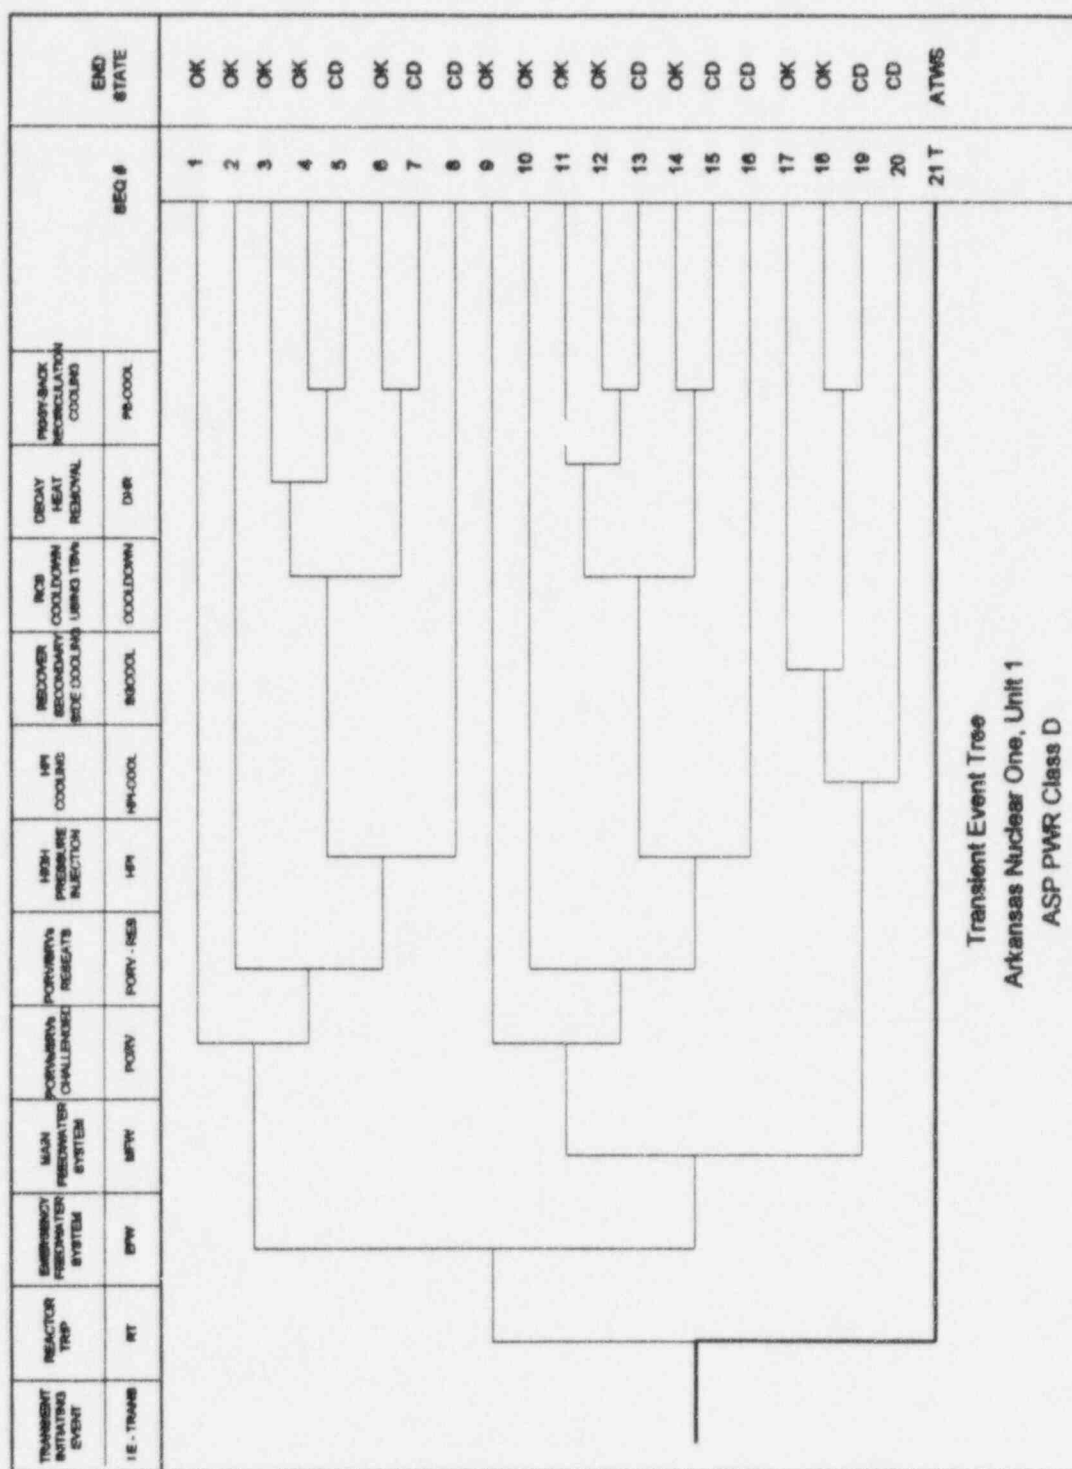 TRANSIENT
INITIATING
EVENT
IE - TRANS
REACTOR
TRIP
RT
EMERGENCY
FEEDWATER
SYSTEM
EFW
MAIN
FEEDWATER
SYSTEM
MFW
PORV/SRVs
CHALLENGED
PORV
PORV/SRVs
RESEATS
PORV - RES
HIGH
PRESSURE
INJECTION
HPI
HPI
COOLING
HPI-COOL
RECOVER
SECONDARY
SIDE COOLING
SGCOOL
RCS
COOLDOWN
USING TBVs
COOLDOWN
DECAY
HEAT
REMOVAL
DHR
PIGGY-BACK
RECIRCULATION
COOLING
PB-COOL
SEQ #
END
STATE
1 OK
2 OK
3 OK
4 OK
5 CD
6 OK
7 CD
8 CD
9 OK
10 OK
11 OK
12 OK
13 CD
14 OK
15 CD
16 CD
17 OK
18 OK
19 CD
20 CD
21 T ATWS
Transient Event Tree
Arkansas Nuclear One, Unit 1
ASP PWR Class D